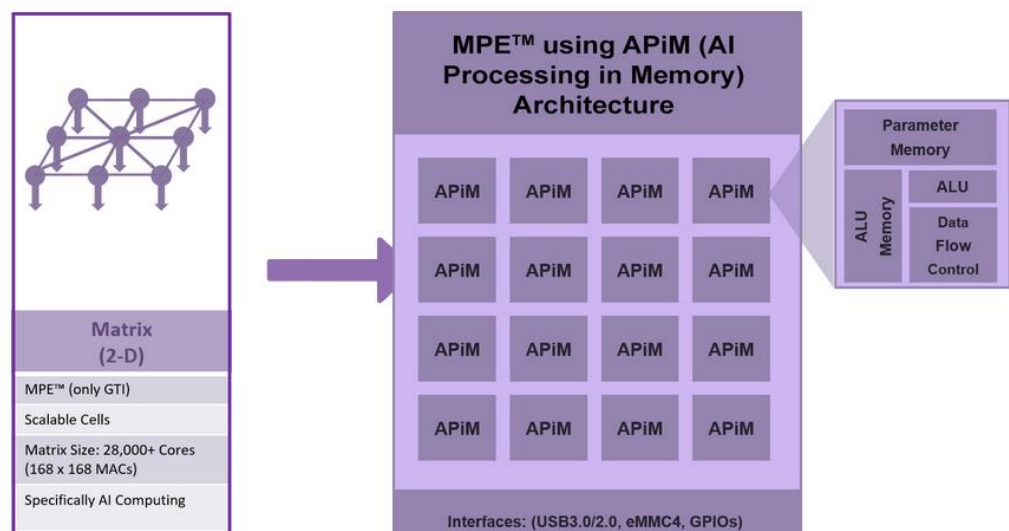 Matrix
(2-D)
MPE™ (only GTI)
Scalable Cells
Matrix Size: 28,000+ Cores
(168 x 168 MACs)
Specifically AI Computing
MPE™ using APiM (AI
Processing in Memory)
Architecture
APiM APiM APiM APiM
APiM APiM APiM APiM
APiM APiM APiM APiM
APiM APiM APiM APiM
Interfaces: (USB3.0/2.0, eMMC4, GPIOs)
Parameter
Memory
ALU
Memory
ALU
Data
Flow
Control